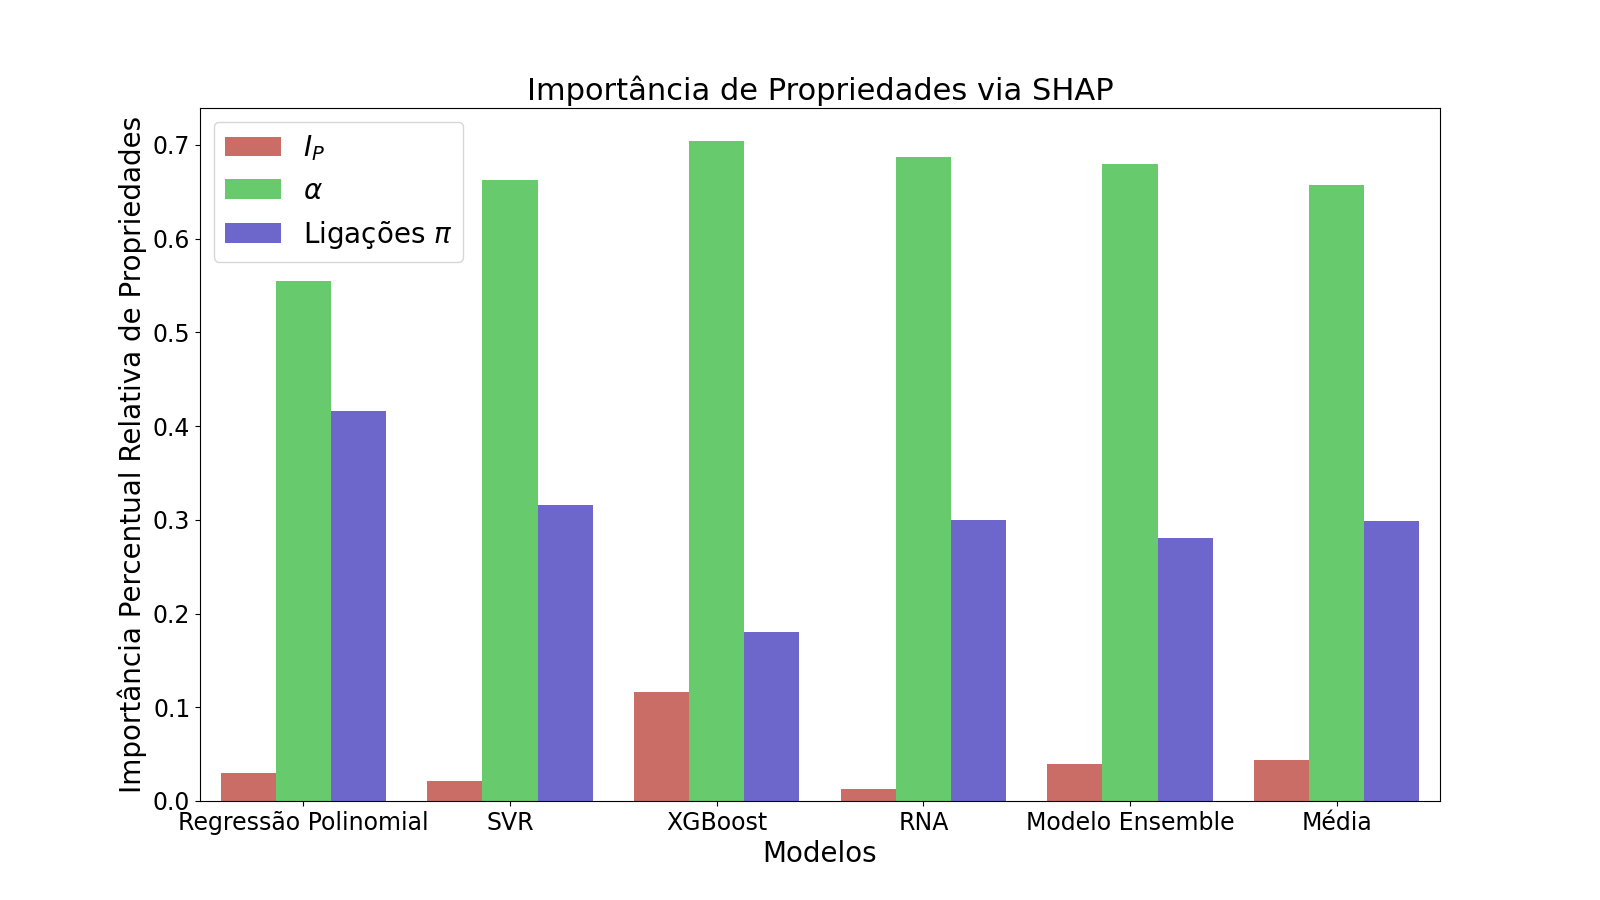 Importância de Propriedades via SHAP
I_P
α
Ligações π
Importância Percentual Relativa de Propriedades
0.7
0.6
0.5
0.4
0.3
0.2
0.1
0.0
Regressão Polinomial SVR XGBoost RNA Modelo Ensemble Média
Modelos